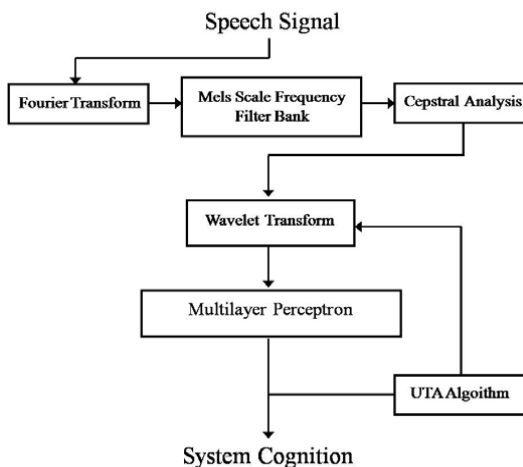 Speech Signal
Fourier Transform
Mels Scale Frequency
Filter Bank
Cepstral Analysis
Wavelet Transform
Multilayer Perceptron
UTA Algoithm
System Cognition